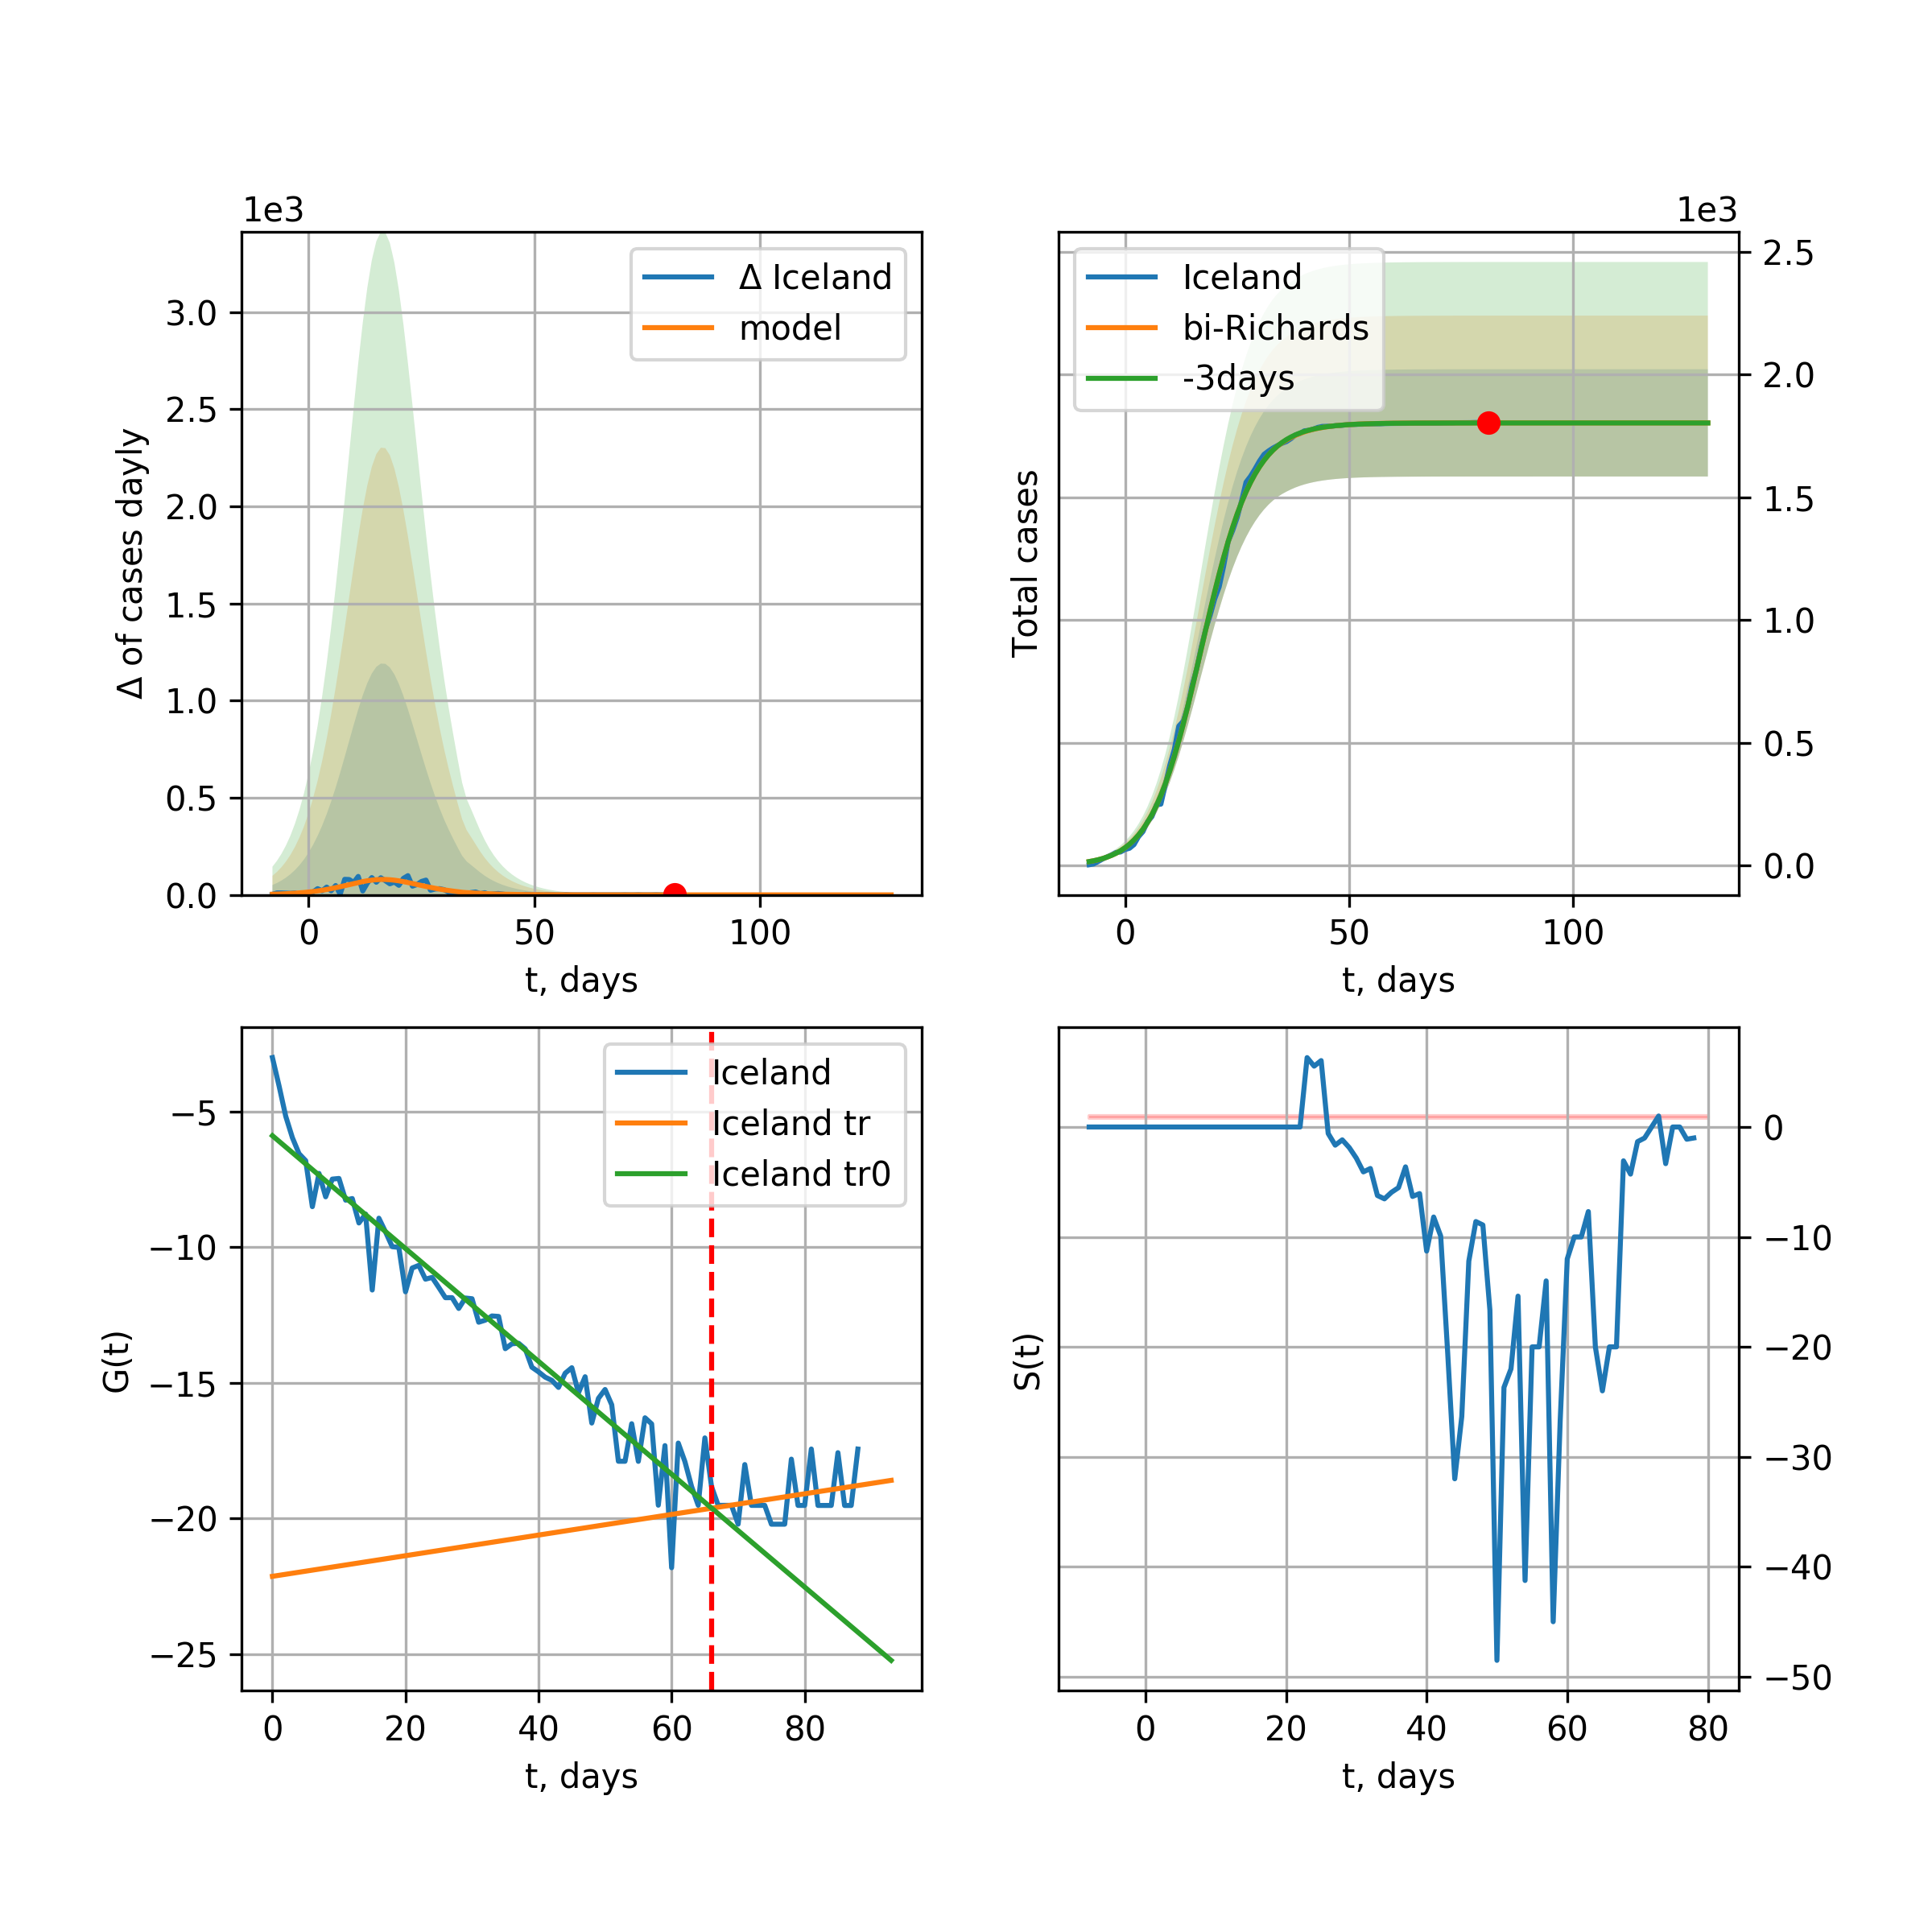 1e3
Δ of cases dayly
3.0
2.5
2.0
1.5
1.0
0.5
0.0
0 50 100
t, days
Δ Iceland
model
1e3
Total cases
2.5
2.0
1.5
1.0
0.5
0.0
0 50 100
t, days
Iceland
bi-Richards
-3days
G(t)
−5
−10
−15
−20
−25
0 20 40 60 80
t, days
Iceland
Iceland tr
Iceland tr0
S(t)
0
−10
−20
−30
−40
−50
0 20 40 60 80
t, days